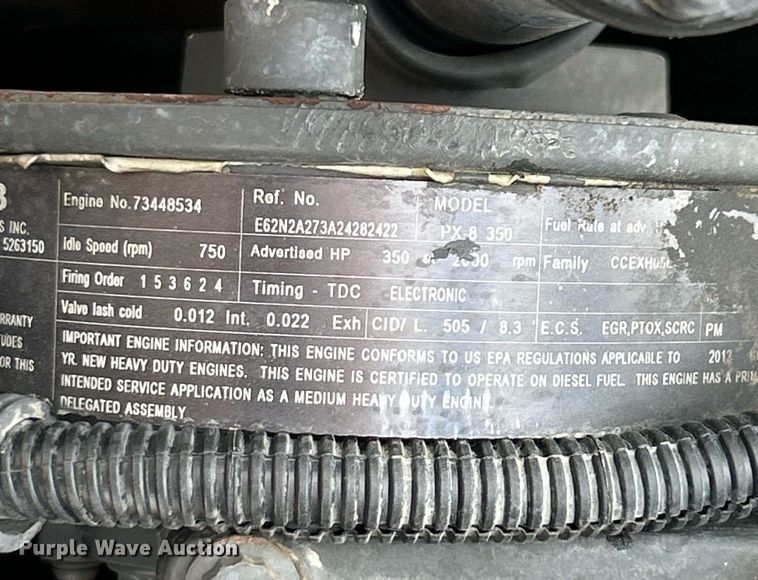 Engine No.73448534 Ref. No. MODEL
S INC. E62N2A273A24282422 PX-8 350 Fuel Rate at adv
5263150 Idle Speed (rpm) 750 Advertised HP 350 rpm Family
Firing Order 1 5 3 6 2 4 Timing - TDC ELECTRONIC
Valve lash cold 0.012 Int. 0.022 Exh CID/ L. 505 / 8.3 E.C.S. EGR,PTOX,SCRC PM
IMPORTANT ENGINE INFORMATION: THIS ENGINE CONFORMS TO US EPA REGULATIONS APPLICABLE TO
YR. NEW HEAVY DUTY ENGINES. THIS ENGINE IS CERTIFIED TO OPERATE ON DIESEL FUEL. THIS ENGINE HAS A
OR THIS INTENDED SERVICE APPLICATION AS A MEDIUM HEAVY DUTY ENGINE
DELEGATED ASSEMBLY
Purple Wave Auction